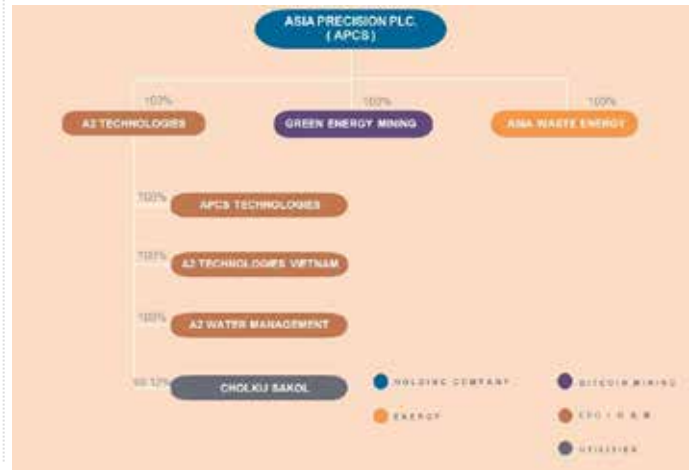 ASIA PRECISION PLC.
( APCS )
100%
100%
100%
A2 TECHNOLOGIES
GREEN ENERGY MINING
ASIA WASTE ENERGY
100%
APCS TECHNOLOGIES
100%
A2 TECHNOLOGIES VIETNAM
100%
A2 WATER MANAGEMENT
CHOLKIJ SAKOL
HOLDING COMPANY
BITCOIN MINING
ENERGY
UTILITIES